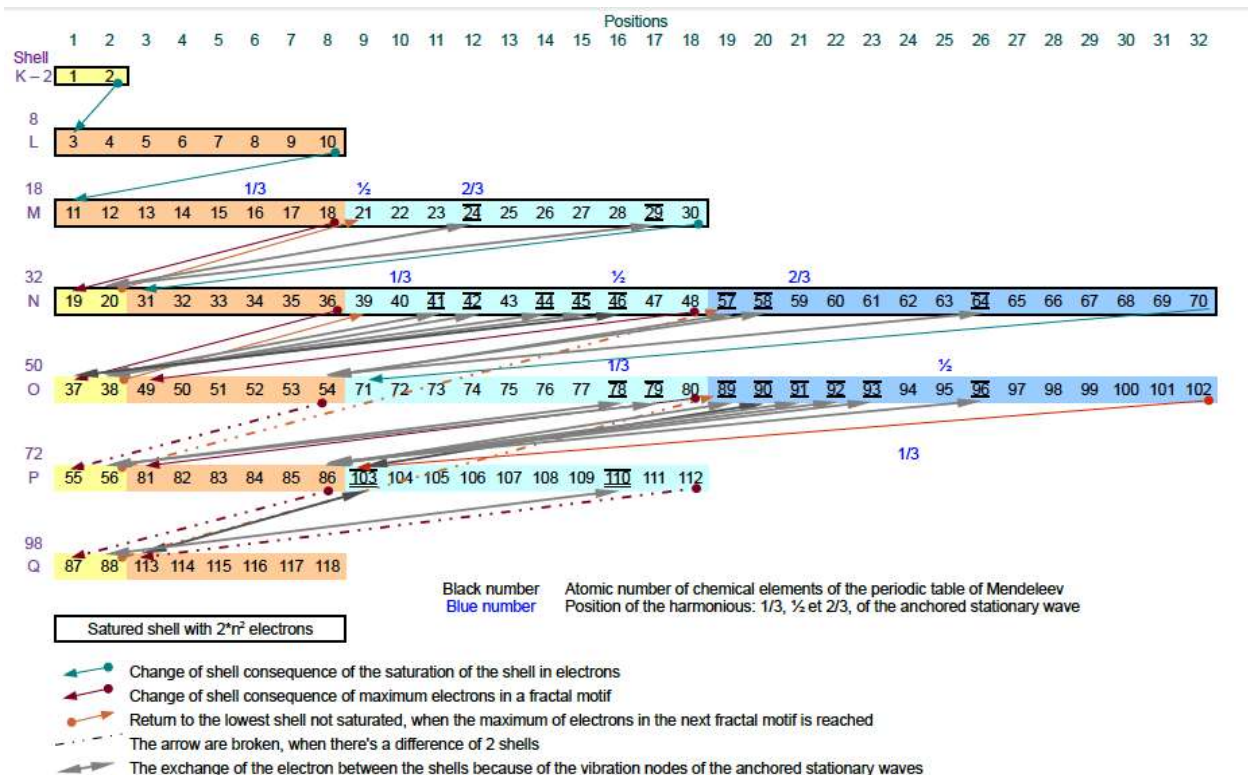 Positions
1 2 3 4 5 6 7 8 9 10 11 12 13 14 15 16 17 18 19 20 21 22 23 24 25 26 27 28 29 30 31 32
Shell
K – 2 1 2
8
L 3 4 5 6 7 8 9 10
18 1/3 ½ 2/3
M 11 12 13 14 15 16 17 18 21 22 23 24 25 26 27 28 29 30
32 1/3 ½ 2/3
N 19 20 31 32 33 34 35 36 39 40 41 42 43 44 45 46 47 48 57 58 59 60 61 62 63 64 65 66 67 68 69 70
50 1/3 ½
O 37 38 49 50 51 52 53 54 71 72 73 74 75 76 77 78 79 80 89 90 91 92 93 94 95 96 97 98 99 100 101 102
72 1/3
P 55 56 81 82 83 84 85 86 103 104 105 106 107 108 109 110 111 112
98
Q 87 88 113 114 115 116 117 118
Black number Atomic number of chemical elements of the periodic table of Mendeleev
Blue number Position of the harmonious: 1/3, ½ et 2/3, of the anchored stationary wave
Satured shell with 2*n² electrons
Change of shell consequence of the saturation of the shell in electrons
Change of shell consequence of maximum electrons in a fractal motif
Return to the lowest shell not saturated, when the maximum of electrons in the next fractal motif is reached
The arrow are broken, when there's a difference of 2 shells
The exchange of the electron between the shells because of the vibration nodes of the anchored stationary waves